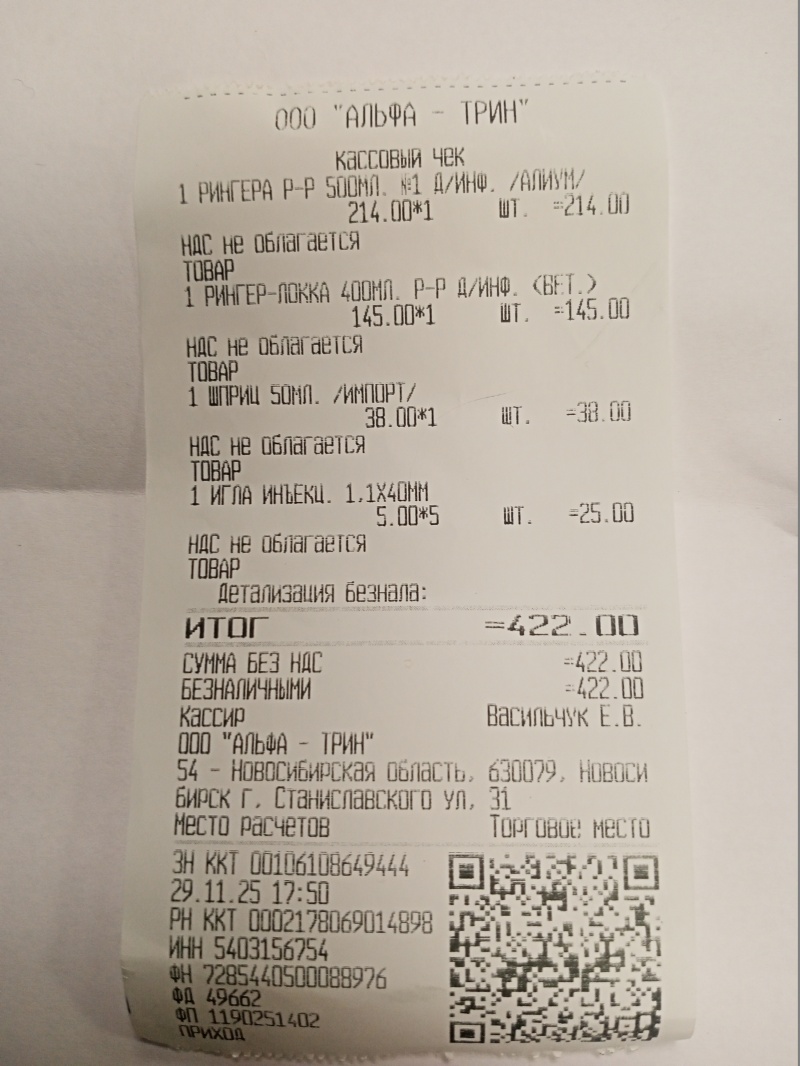 ООО "АЛЬФА - ТРИН"
Кассовый чек
1 РИНГЕРА Р-Р 500МЛ. №1 Д/ИНФ. /АЛИУМ/
214.00*1 ШТ. =214.00
НДС не облагается
ТОВАР
1 РИНГЕР-ЛОККА 400МЛ. Р-Р Д/ИНФ. (ВЕТ.)
145.00*1 ШТ. =145.00
НДС не облагается
ТОВАР
1 ШПРИЦ 50МЛ. /ИМПОРТ/
38.00*1 ШТ. =38.00
НДС не облагается
ТОВАР
1 ИГЛА ИНЪЕКЦ. 1,1Х40ММ
5.00*5 ШТ. =25.00
НДС не облагается
ТОВАР
Детализация безнала:
ИТОГ =422.00
СУММА БЕЗ НДС =422.00
БЕЗНАЛИЧНЫМИ =422.00
Кассир Васильчук Е.В.
ООО "АЛЬФА - ТРИН"
54 - Новосибирская область, 630079, Новоси
бирск г, Станиславского ул, 31
Место расчетов Торговое место
ЗН ККТ 00106108649444
29.11.25 17:50
РН ККТ 0002178069014898
ИНН 5403156754
ФН 7285440500088976
ФД 49662
ФП 1190251402
ПРИХОД